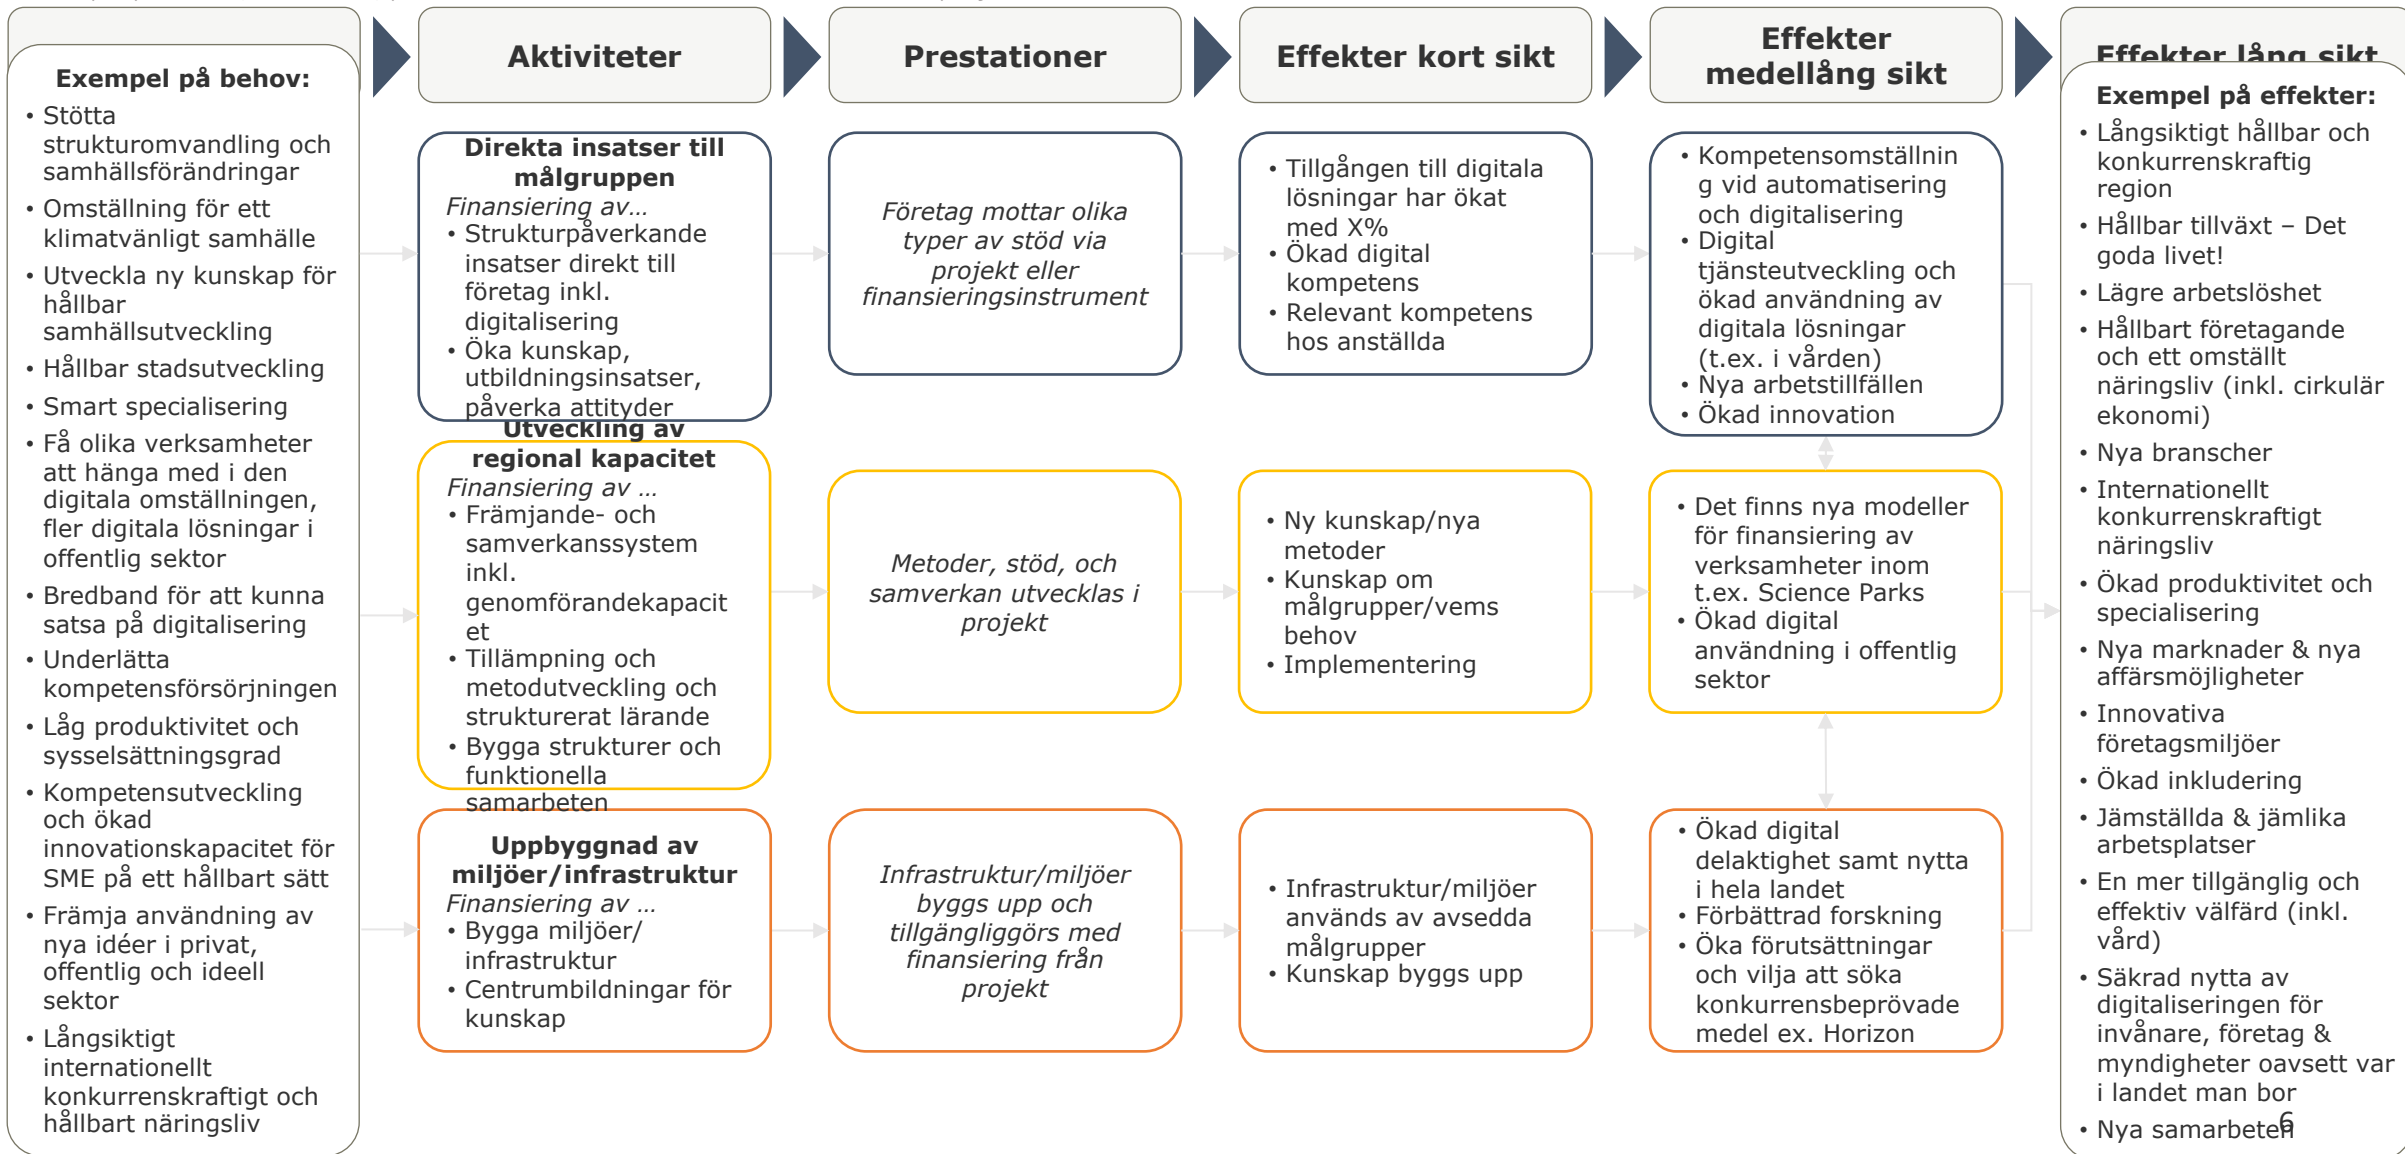 Exempel på behov:
• Stötta
strukturomvandling och
samhällsförändringar
• Omställning för ett
klimatvänligt samhälle
• Utveckla ny kunskap för
hållbar
samhällsutveckling
• Hållbar stadsutveckling
• Smart specialisering
• Få olika verksamheter
att hänga med i den
digitala omställningen,
fler digitala lösningar i
offentlig sektor
• Bredband för att kunna
satsa på digitalisering
• Underlätta
kompetensförsörjningen
• Låg produktivitet och
sysselsättningsgrad
• Kompetensutveckling
och ökad
innovationskapacitet för
SME på ett hållbart sätt
• Främja användning av
nya idéer i privat,
offentlig och ideell
sektor
• Långsiktigt
internationellt
konkurrenskraftigt och
hållbart näringsliv
Aktiviteter
Direkta insatser till
målgruppen
Finansiering av…
• Strukturpåverkande
insatser direkt till
företag inkl.
digitalisering
• Öka kunskap,
utbildningsinsatser,
påverka attityder
Utveckling av
regional kapacitet
Finansiering av …
• Främjande- och
samverkanssystem
inkl.
genomförandekapacit
et
• Tillämpning och
metodutveckling och
strukturerat lärande
• Bygga strukturer och
funktionella
samarbeten
Uppbyggnad av
miljöer/infrastruktur
Finansiering av …
• Bygga miljöer/
infrastruktur
• Centrumbildningar för
kunskap
Prestationer
Företag mottar olika
typer av stöd via
projekt eller
finansieringsinstrument
Metoder, stöd, och
samverkan utvecklas i
projekt
Infrastruktur/miljöer
byggs upp och
tillgängliggörs med
finansiering från
projekt
Effekter kort sikt
• Tillgången till digitala
lösningar har ökat
med X%
• Ökad digital
kompetens
• Relevant kompetens
hos anställda
• Ny kunskap/nya
metoder
• Kunskap om
målgrupper/vems
behov
• Implementering
• Infrastruktur/miljöer
används av avsedda
målgrupper
• Kunskap byggs upp
Effekter
medellång sikt
• Kompetensomställnin
g vid automatisering
och digitalisering
• Digital
tjänsteutveckling och
ökad användning av
digitala lösningar
(t.ex. i vården)
• Nya arbetstillfällen
• Ökad innovation
• Det finns nya modeller
för finansiering av
verksamheter inom
t.ex. Science Parks
• Ökad digital
användning i offentlig
sektor
• Ökad digital
delaktighet samt nytta
i hela landet
• Förbättrad forskning
• Öka förutsättningar
och vilja att söka
konkurrensbeprövade
medel ex. Horizon
Effekter lång sikt
Exempel på effekter:
• Långsiktigt hållbar och
konkurrenskraftig
region
• Hållbar tillväxt – Det
goda livet!
• Lägre arbetslöshet
• Hållbart företagande
och ett omställt
näringsliv (inkl. cirkulär
ekonomi)
• Nya branscher
• Internationellt
konkurrenskraftigt
näringsliv
• Ökad produktivitet och
specialisering
• Nya marknader & nya
affärsmöjligheter
• Innovativa
företagsmiljöer
• Ökad inkludering
• Jämställda & jämlika
arbetsplatser
• En mer tillgänglig och
effektiv välfärd (inkl.
vård)
• Säkrad nytta av
digitaliseringen för
invånare, företag &
myndigheter oavsett var
i landet man bor
• Nya samarbeten
6